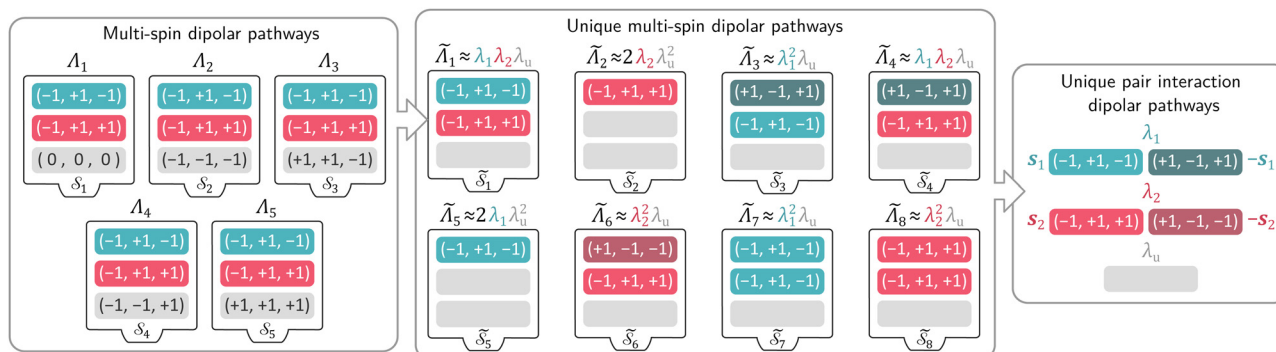 Multi-spin dipolar pathways
Λ₁ Λ₂ Λ₃
(-1, +1, -1) (-1, +1, -1) (-1, +1, -1)
(-1, +1, +1) (-1, +1, +1) (-1, +1, +1)
( 0 , 0, 0) (-1, -1, -1) (+1, +1, -1)
𝒮₁ 𝒮₂ 𝒮₃
Λ₄ Λ₅
(-1, +1, -1) (-1, +1, -1)
(-1, +1, +1) (-1, +1, +1)
(-1, -1, +1) (+1, +1, +1)
𝒮₄ 𝒮₅
Unique multi-spin dipolar pathways
Λ̃₁ ≈ λ₁ λ₂ λᵤ Λ̃₂ ≈ 2 λ₂ λᵤ² Λ̃₃ ≈ λ₁² λᵤ Λ̃₄ ≈ λ₁ λ₂ λᵤ
(-1, +1, -1) (-1, +1, +1) (+1, -1, +1) (+1, -1, +1)
(-1, +1, +1) (-1, +1, -1) (-1, +1, +1)
𝒮̃₁ 𝒮̃₂ 𝒮̃₃ 𝒮̃₄
Λ̃₅ ≈ 2 λ₁ λᵤ² Λ̃₆ ≈ λ₂² λᵤ Λ̃₇ ≈ λ₁² λᵤ Λ̃₈ ≈ λ₂² λᵤ
(-1, +1, -1) (+1, -1, -1) (-1, +1, -1) (-1, +1, +1)
(-1, +1, +1) (-1, +1, -1) (-1, +1, +1)
𝒮̃₅ 𝒮̃₆ 𝒮̃₇ 𝒮̃₈
Unique pair interaction
dipolar pathways
λ₁
s₁ (-1, +1, -1) (+1, -1, +1) -s₁
λ₂
s₂ (-1, +1, +1) (+1, -1, -1) -s₂
λᵤ